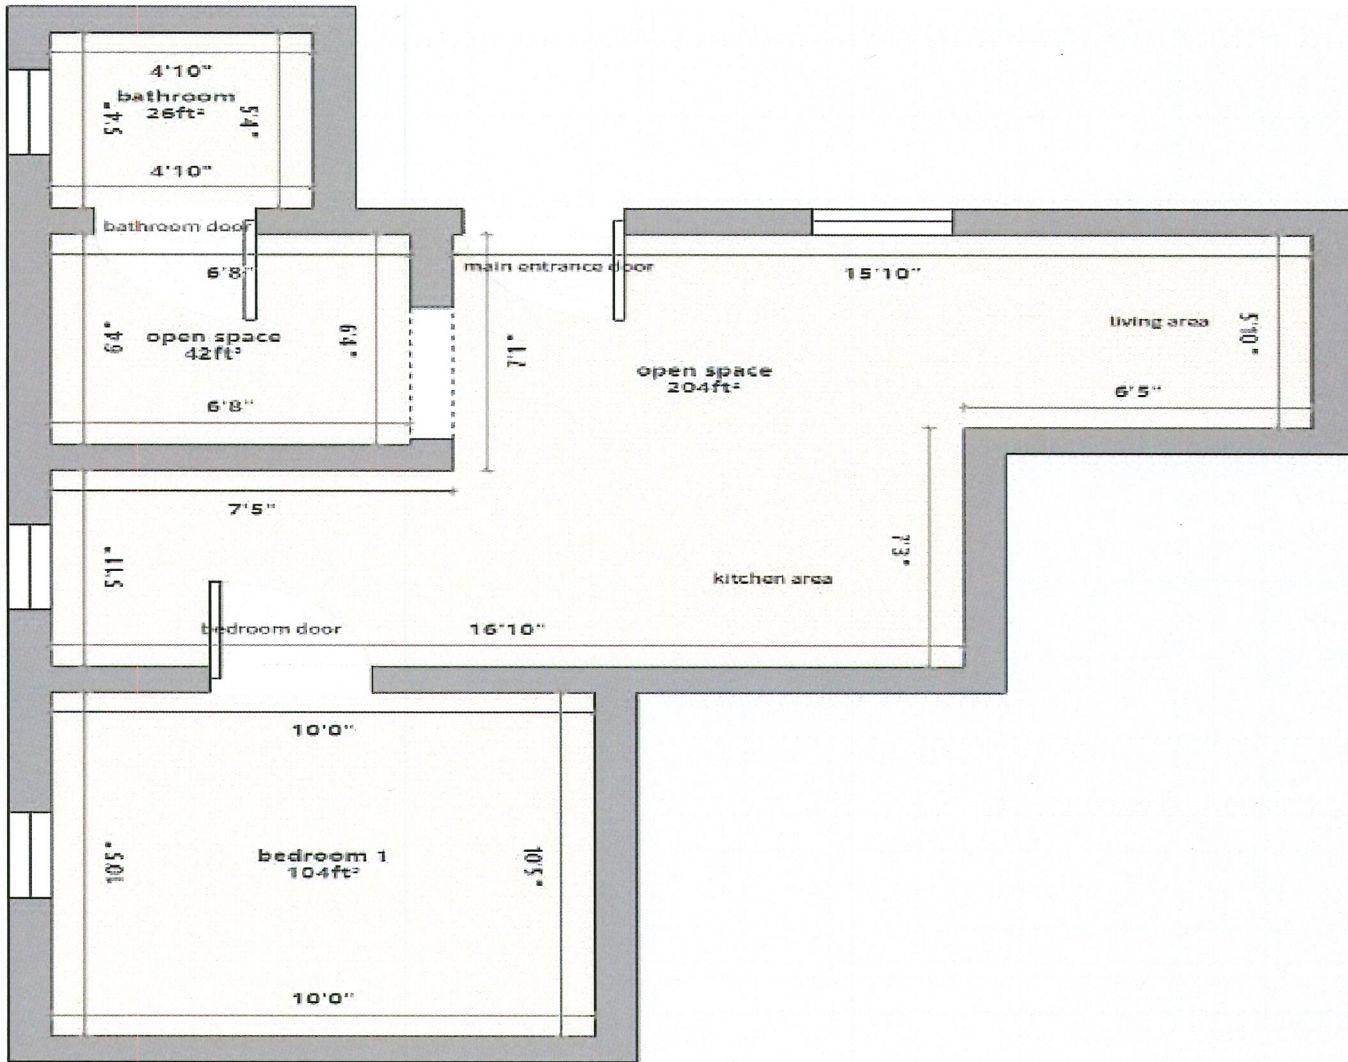 4'10"
bathroom
26ft²
5'4"
5'4"
4'10"
bathroom door
6'8"
main entrance door
15'10"
open space
42ft²
6'4"
6'4"
7'1"
living area
5'10"
open space
204ft²
6'8"
6'5"
7'5"
5'11"
7'3"
kitchen area
bedroom door
16'10"
10'0"
bedroom 1
104ft²
10'5"
10'5"
10'0"